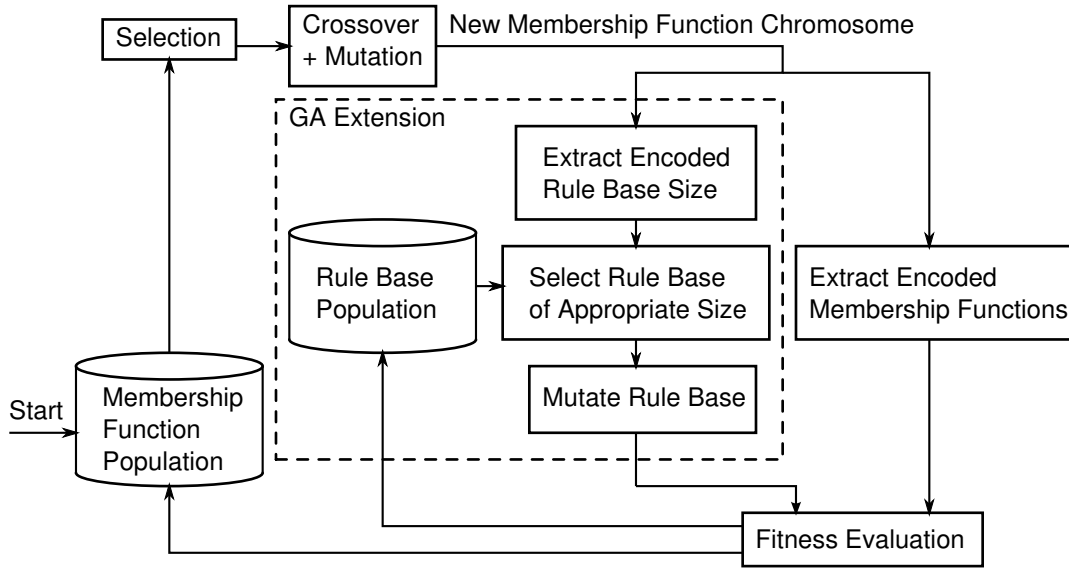 Selection
Crossover
+ Mutation
New Membership Function Chromosome
GA Extension
Extract Encoded
Rule Base Size
Rule Base
Population
Select Rule Base
of Appropriate Size
Extract Encoded
Membership Functions
Mutate Rule Base
Start
Membership
Function
Population
Fitness Evaluation